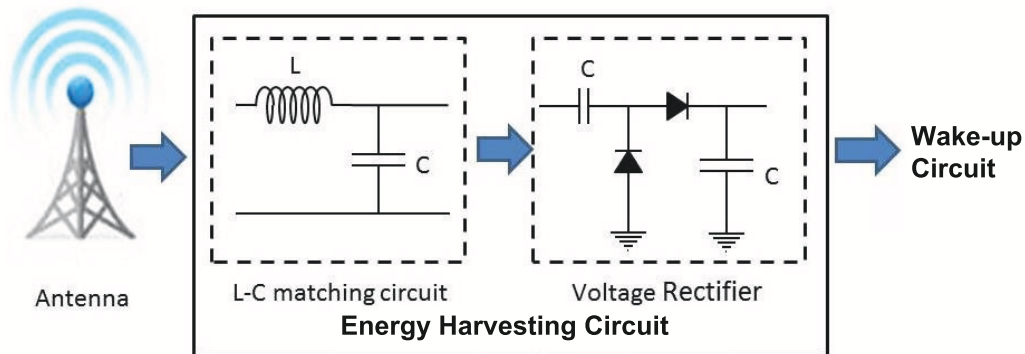 L
C
C
C
Wake-up
Circuit
Antenna
L-C matching circuit
Voltage Rectifier
Energy Harvesting Circuit